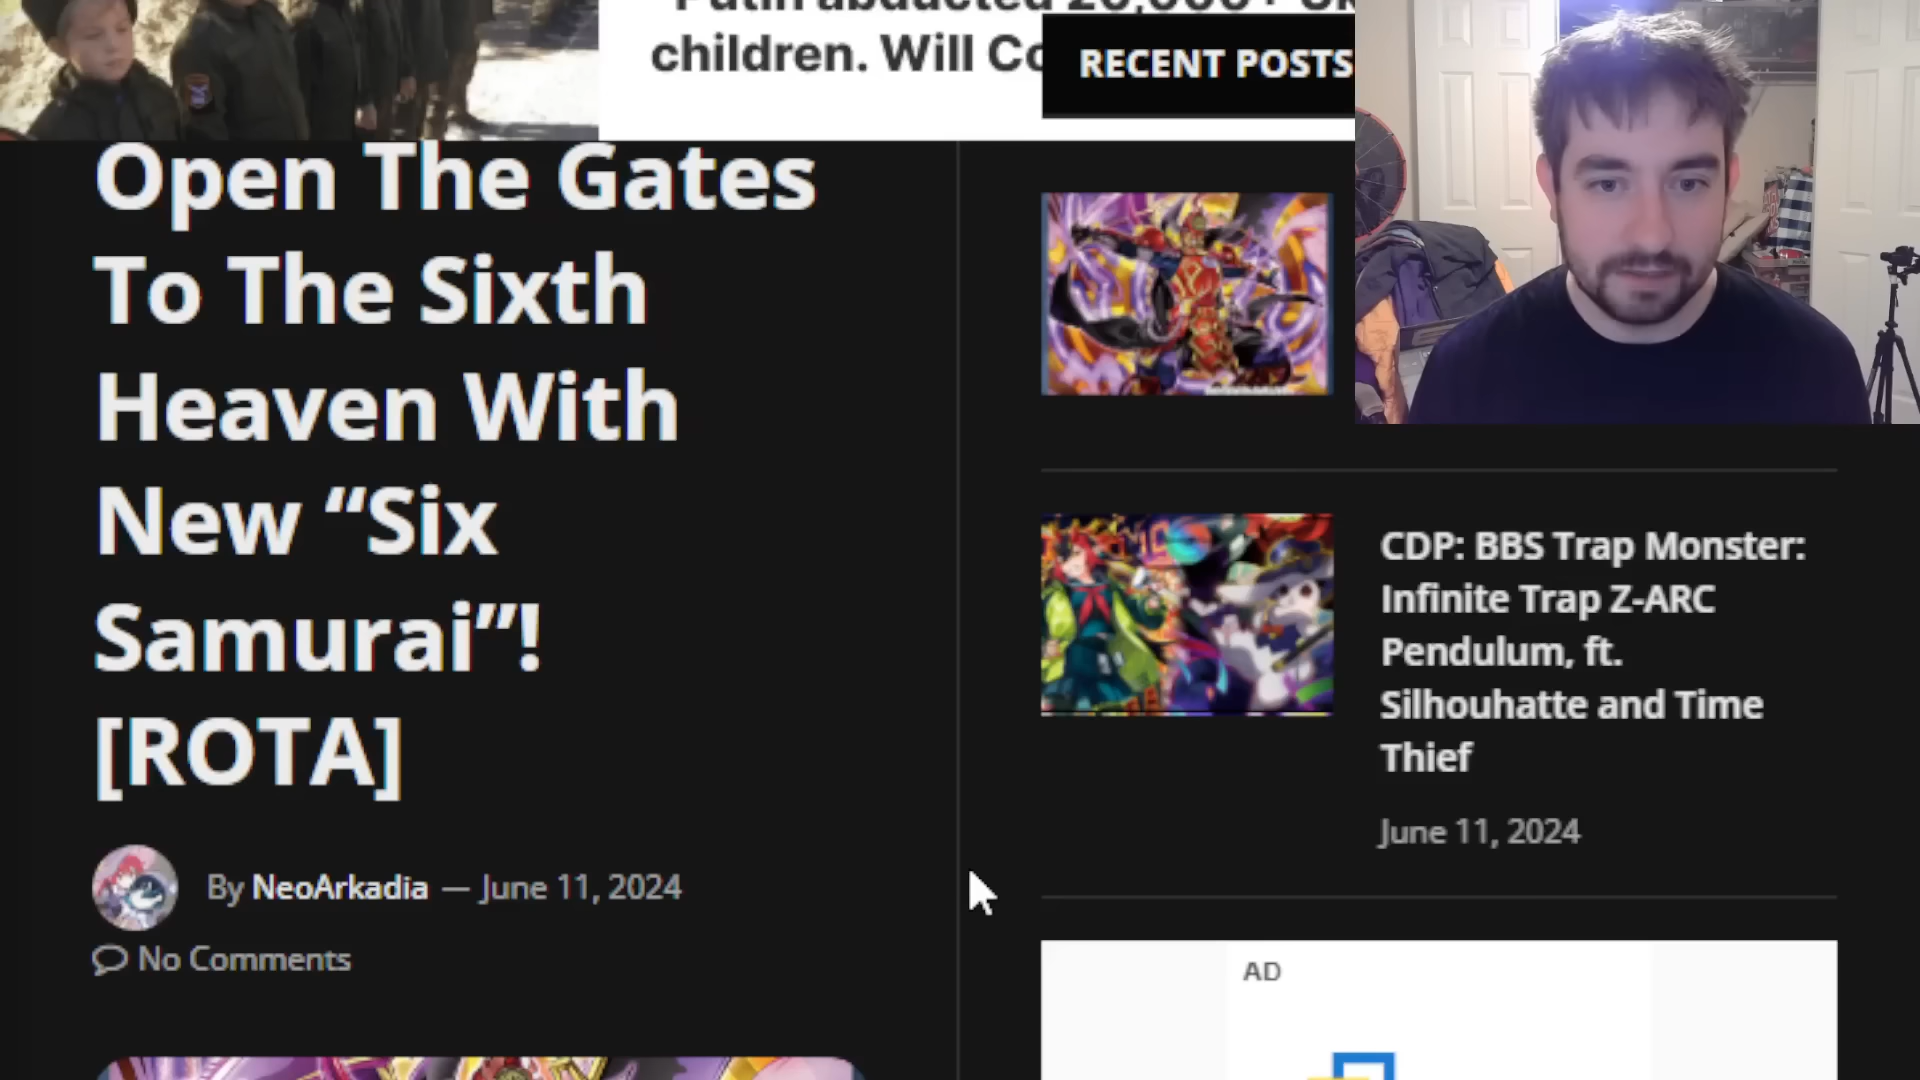 children. Will
RECENT POSTS
Open The Gates
To The Sixth
Heaven With
New “Six
Samurai”!
[ROTA]
By NeoArkadia — June 11, 2024
No Comments
CDP: BBS Trap Monster:
Infinite Trap Z-ARC
Pendulum, ft.
Silhouhatte and Time
Thief
June 11, 2024
AD